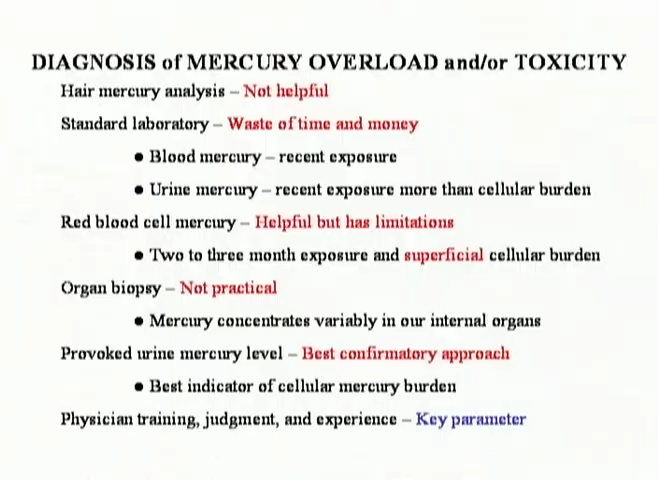 DIAGNOSIS of MERCURY OVERLOAD and/or TOXICITY
Hair mercury analysis – Not helpful
Standard laboratory – Waste of time and money
● Blood mercury – recent exposure
● Urine mercury – recent exposure more than cellular burden
Red blood cell mercury – Helpful but has limitations
● Two to three month exposure and superficial cellular burden
Organ biopsy – Not practical
● Mercury concentrates variably in our internal organs
Provoked urine mercury level – Best confirmatory approach
● Best indicator of cellular mercury burden
Physician training, judgment, and experience – Key parameter